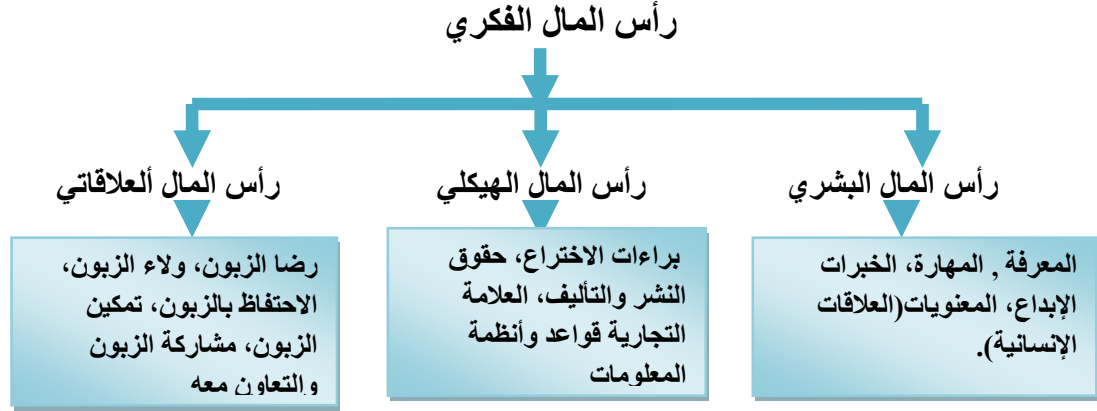 رأس المال الفكري
رأس المال البشري
رأس المال الهيكلي
رأس المال ألعلاقاتي
المعرفة , المهارة، الخبرات
الإبداع، المعنويات(العلاقات
الإنسانية).
براءات الاختراع، حقوق
النشر والتأليف، العلامة
التجارية قواعد وأنظمة
المعلومات
رضا الزبون، ولاء الزبون،
الاحتفاظ بالزبون، تمكين
الزبون، مشاركة الزبون
والتعاون معه